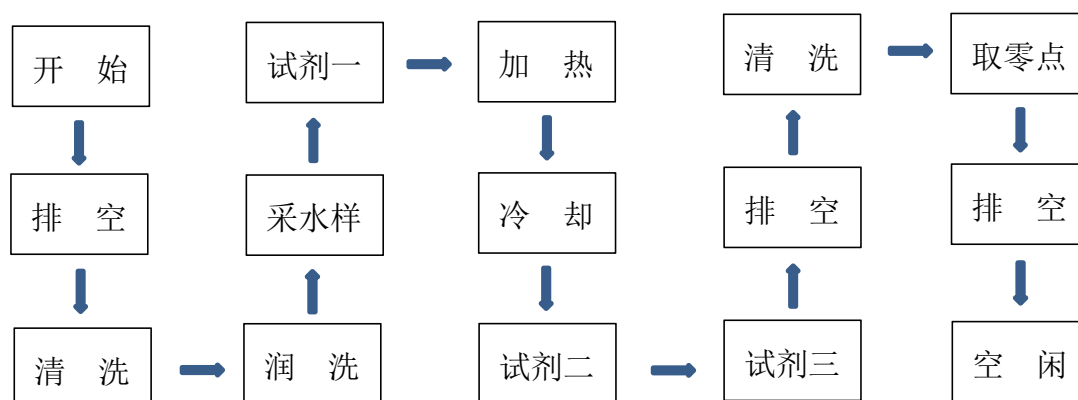 开 始
排 空
清 洗
润 洗
采水样
试剂一
加 热
冷 却
试剂二
试剂三
排 空
清 洗
取零点
排 空
空 闲